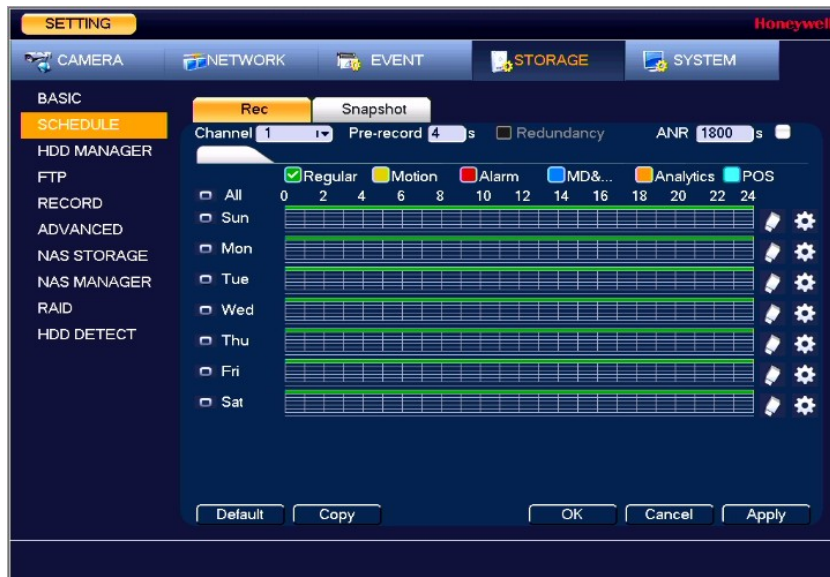 SETTING
Honeywell
CAMERA NETWORK EVENT STORAGE SYSTEM
BASIC
SCHEDULE
HDD MANAGER
FTP
RECORD
ADVANCED
NAS STORAGE
NAS MANAGER
RAID
HDD DETECT
Rec Snapshot
Channel 1 Pre-record 4 s Redundancy ANR 1800 s
Regular Motion Alarm MD&... Analytics POS
All 0 2 4 6 8 10 12 14 16 18 20 22 24
Sun
Mon
Tue
Wed
Thu
Fri
Sat
Default Copy OK Cancel Apply